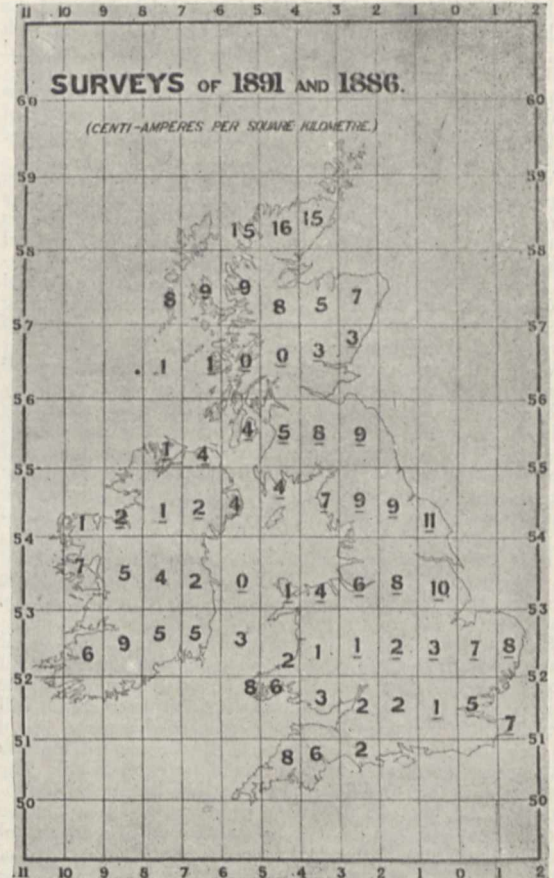 11 10 9 8 7 6 5 4 3 2 1 0 1 2
SURVEYS OF 1891 AND 1886.
60 60
(CENTI-AMPERES PER SQUARE KILOMETRE.)
59 59
15 16 15
58 58
8 9 9 8 5 7
57 57
1 1 0 0 3 3
56 56
4 5 8 9
55 55
1 4 4 7 9 9
1 2 1 2 4 11
54 54
7 5 4 2 0 1 4 6 8 10
53 53
6 9 5 5 3 2 1 1 2 3 7 8
52 52
8 6 3 2 2 1 5
51 51
8 6 2 7
50 50
11 10 9 8 7 6 5 4 3 2 1 0 1 2